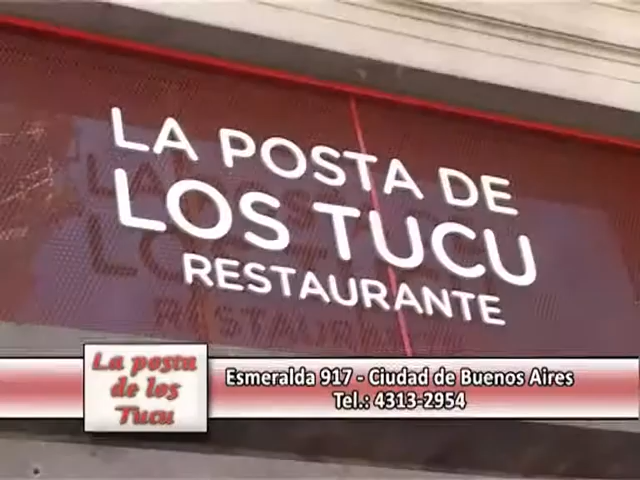 LA POSTA DE
LOS TUCU
RESTAURANTE
La posta
de los
Tucu
Esmeralda 917 - Ciudad de Buenos Aires
Tel.: 4313-2954